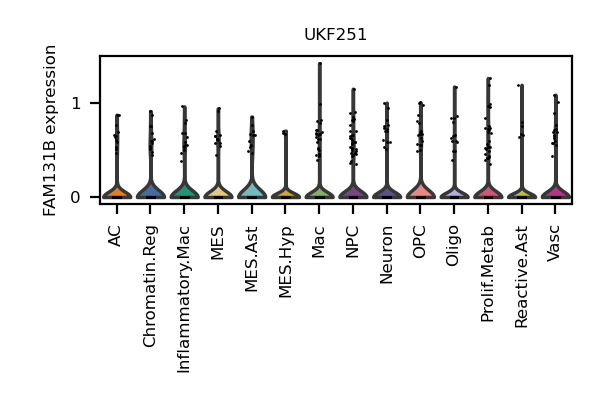 UKF251
FAM131B expression
1
0
AC
Chromatin.Reg
Inflammatory.Mac
MES
MES.Ast
MES.Hyp
Mac
NPC
Neuron
OPC
Oligo
Prolif.Metab
Reactive.Ast
Vasc